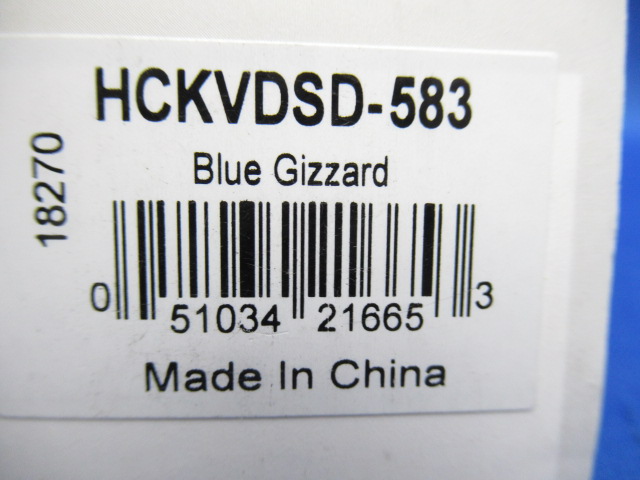 HCKVDSD-583
Blue Gizzard
18270
0 51034 21665 3
Made In China